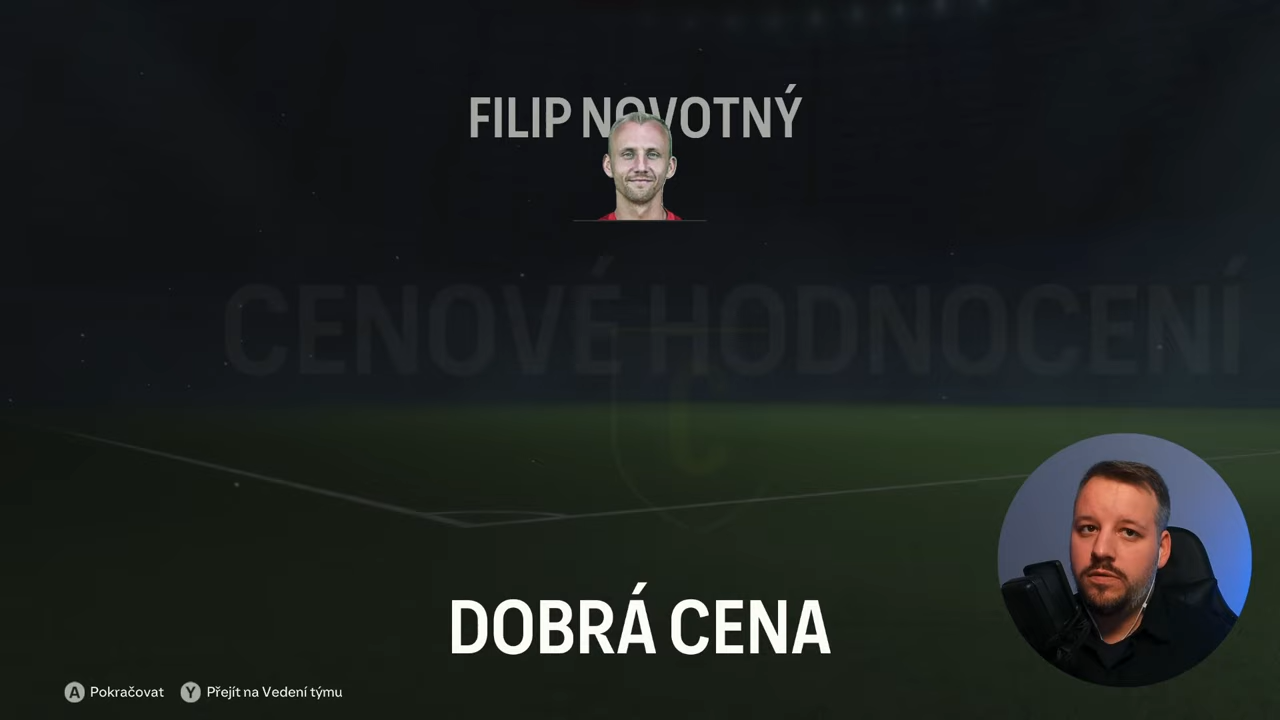 FILIP NOVOTNÝ
CENOVÉ HODNOCENÍ
C
DOBRÁ CENA
A Pokračovat Y Přejít na Vedení týmu